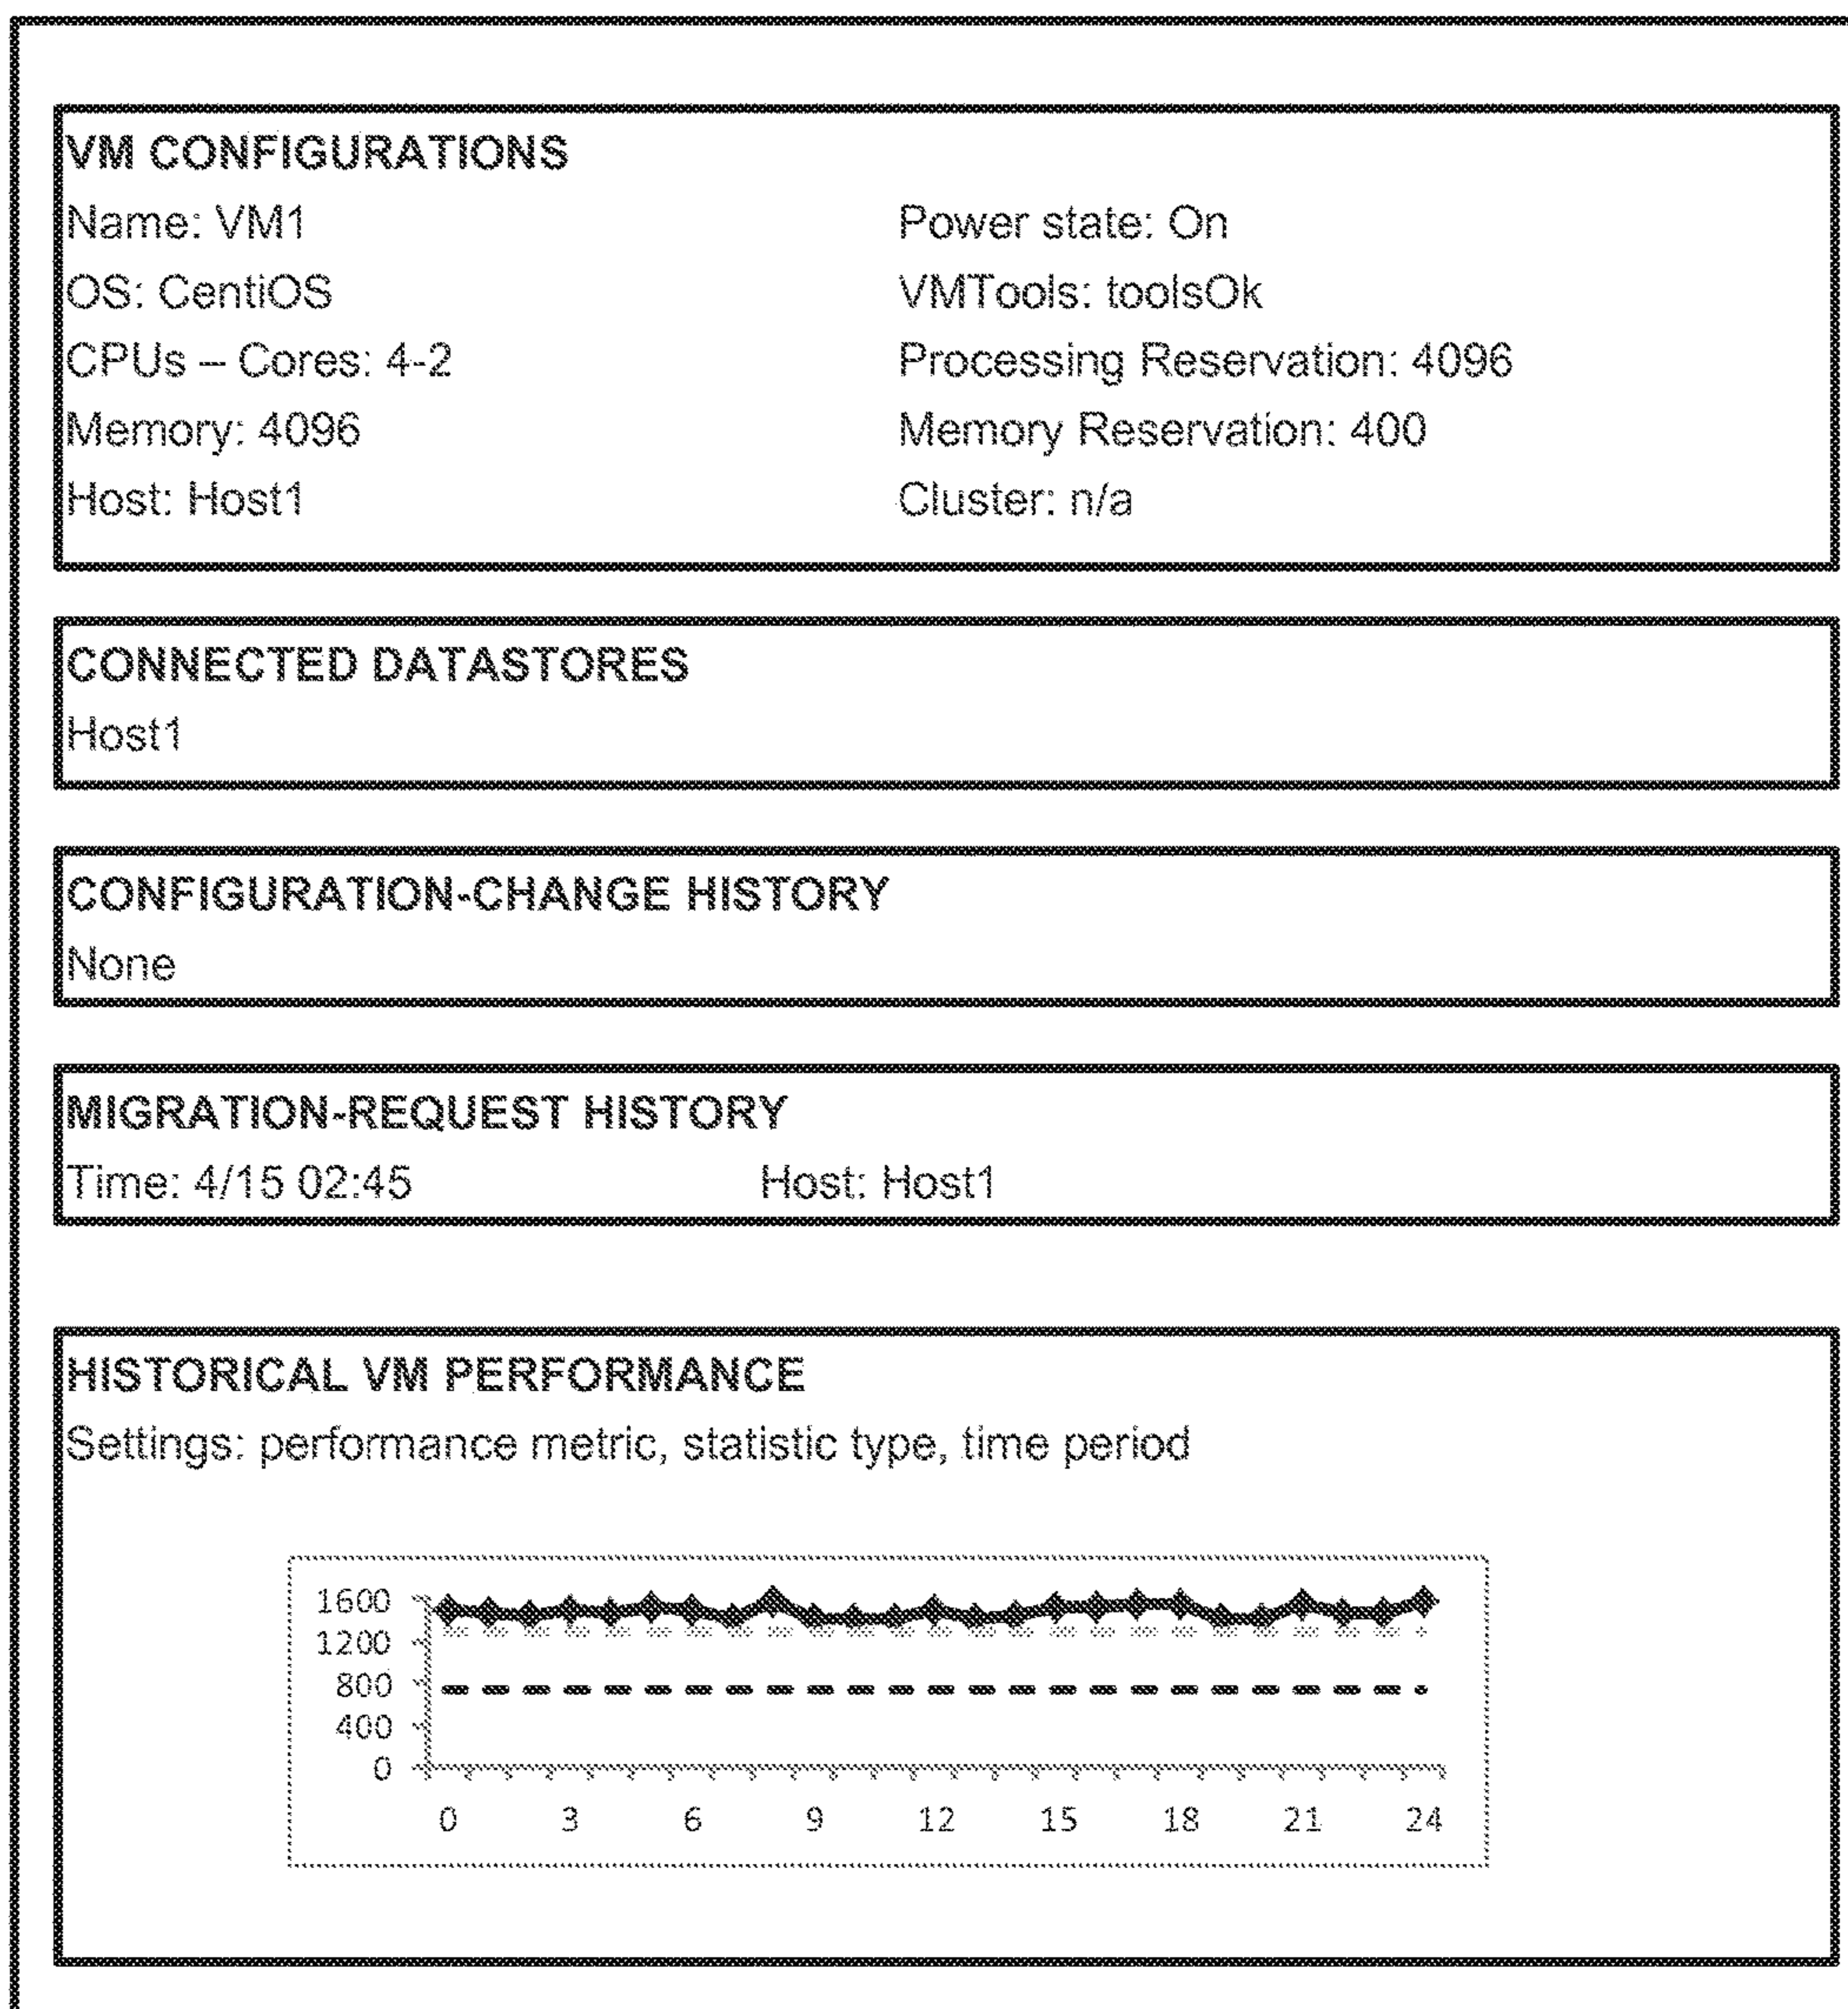 VM CONFIGURATIONS
Name: VM1 Power state: On
OS: CentiOS VMTools: toolsOk
CPUs – Cores: 4-2 Processing Reservation: 4096
Memory: 4096 Memory Reservation: 400
Host: Host1 Cluster: n/a
CONNECTED DATASTORES
Host1
CONFIGURATION-CHANGE HISTORY
None
MIGRATION-REQUEST HISTORY
Time: 4/15 02:45 Host: Host1
HISTORICAL VM PERFORMANCE
Settings: performance metric, statistic type, time period
1600
1200
800
400
0
0 3 6 9 12 15 18 21 24